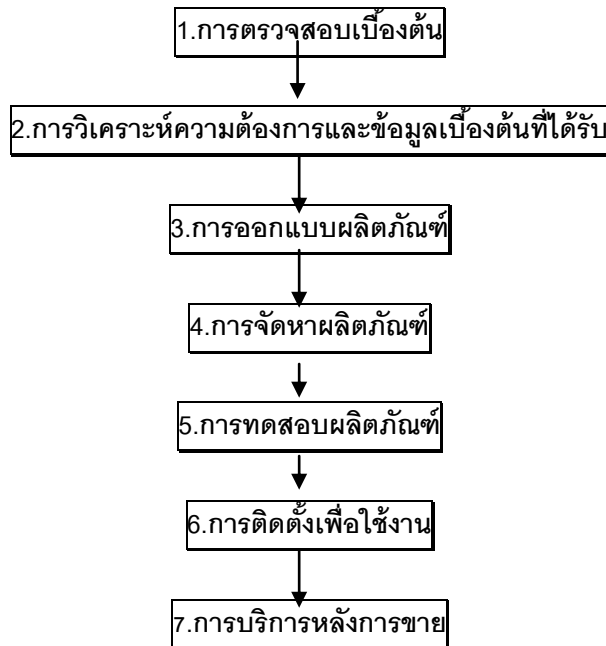 1.การตรวจสอบเบื้องต้น
2.การวิเคราะห์ความต้องการและข้อมูลเบื้องต้นที่ได้รับ
3.การออกแบบผลิตภัณฑ์
4.การจัดหาผลิตภัณฑ์
5.การทดสอบผลิตภัณฑ์
6.การติดตั้งเพื่อใช้งาน
7.การบริการหลังการขาย